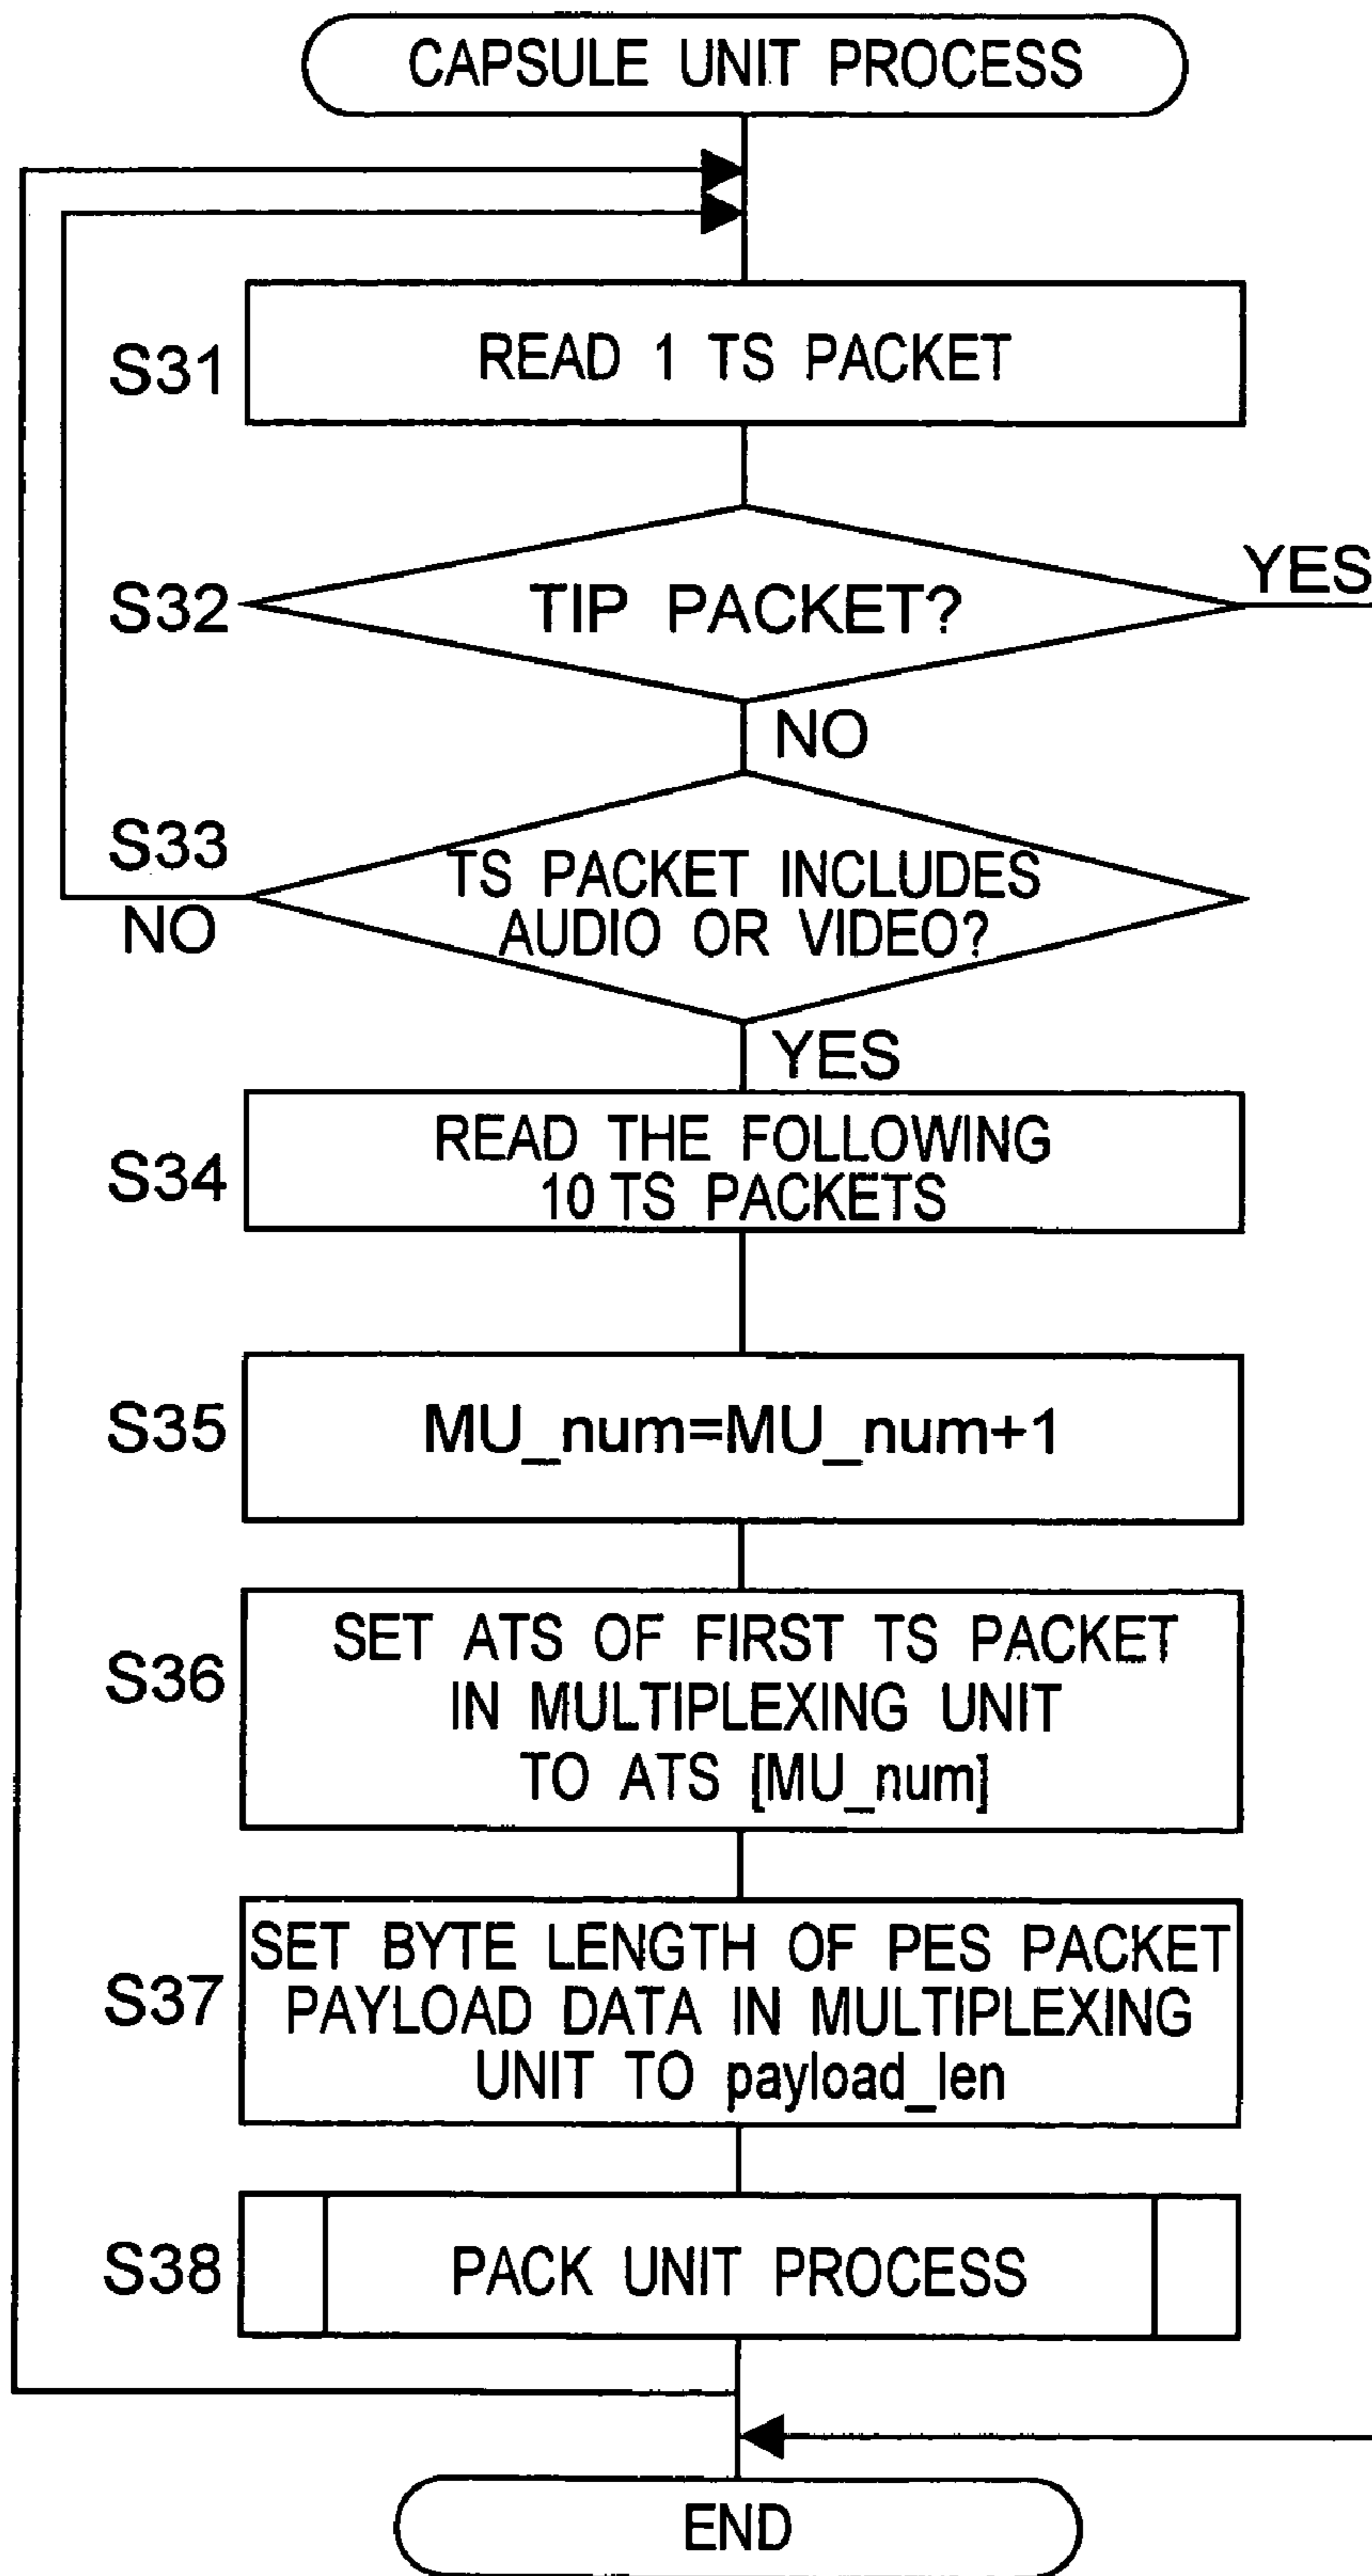 CAPSULE UNIT PROCESS
S31
READ 1 TS PACKET
S32
TIP PACKET?
YES
NO
S33
TS PACKET INCLUDES
AUDIO OR VIDEO?
NO
YES
S34
READ THE FOLLOWING
10 TS PACKETS
S35
MU_num=MU_num+1
S36
SET ATS OF FIRST TS PACKET
IN MULTIPLEXING UNIT
TO ATS [MU_num]
S37
SET BYTE LENGTH OF PES PACKET
PAYLOAD DATA IN MULTIPLEXING
UNIT TO payload_len
S38
PACK UNIT PROCESS
END